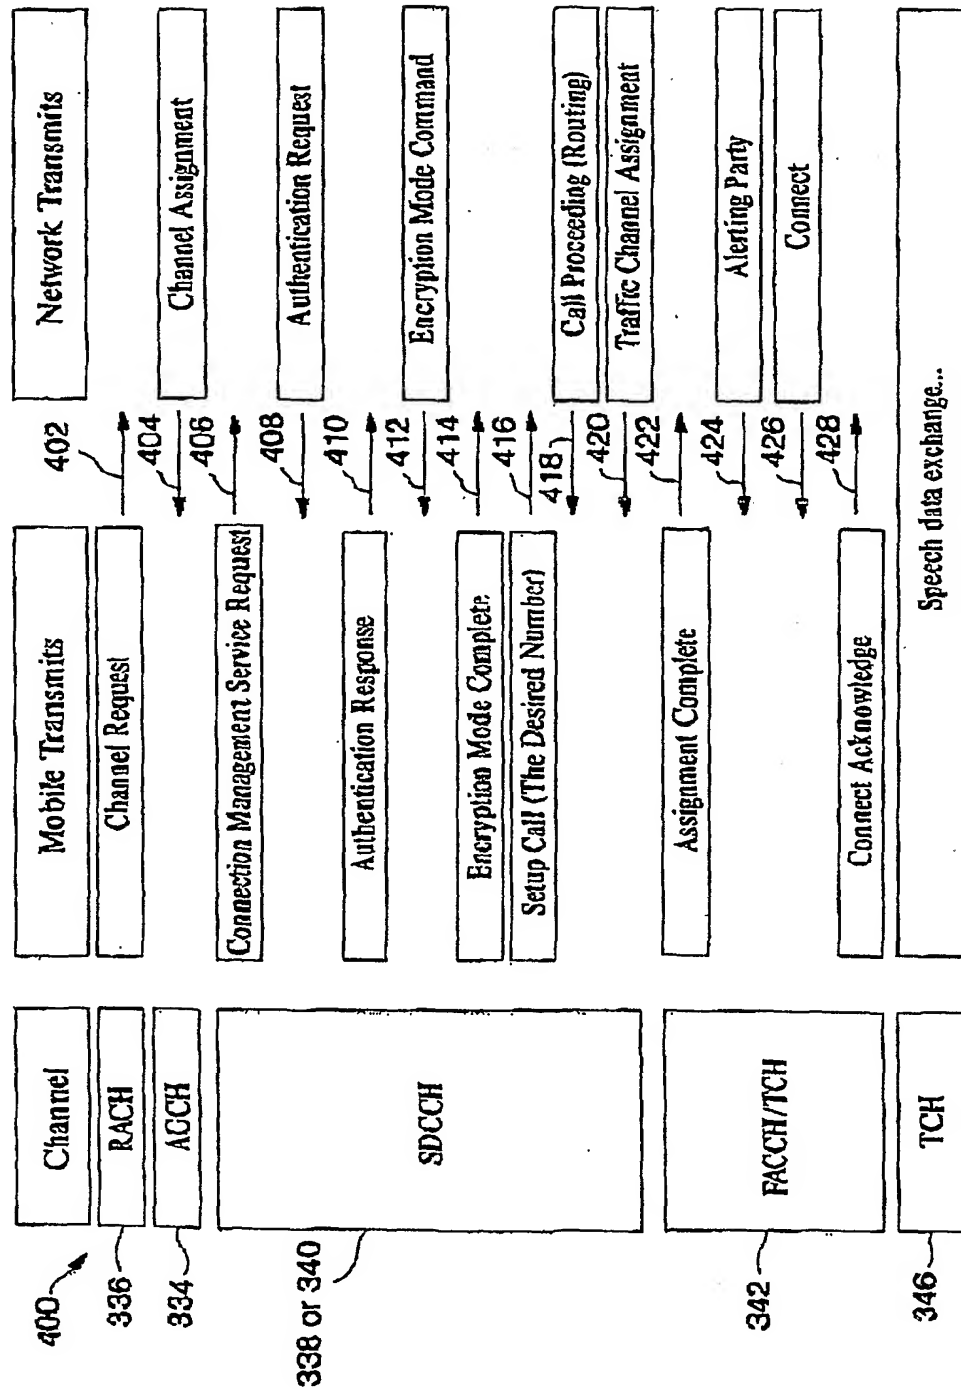 400
Channel
Mobile Transmits
Network Transmits
336
RACH
Channel Request
402
334
AGCH
404
Channel Assignment
338 or 340
SDCCH
Connection Management Service Request
406
408
Authentication Request
Authentication Response
410
412
Encryption Mode Command
Encryption Mode Complete
414
Setup Call (The Desired Number)
416
418
Call Proceeding (Routing)
420
Traffic Channel Assignment
342
FACCH/TCH
Assignment Complete
422
424
Alerting Party
426
Connect
Connect Acknowledge
428
346
TCH
Speech data exchange...